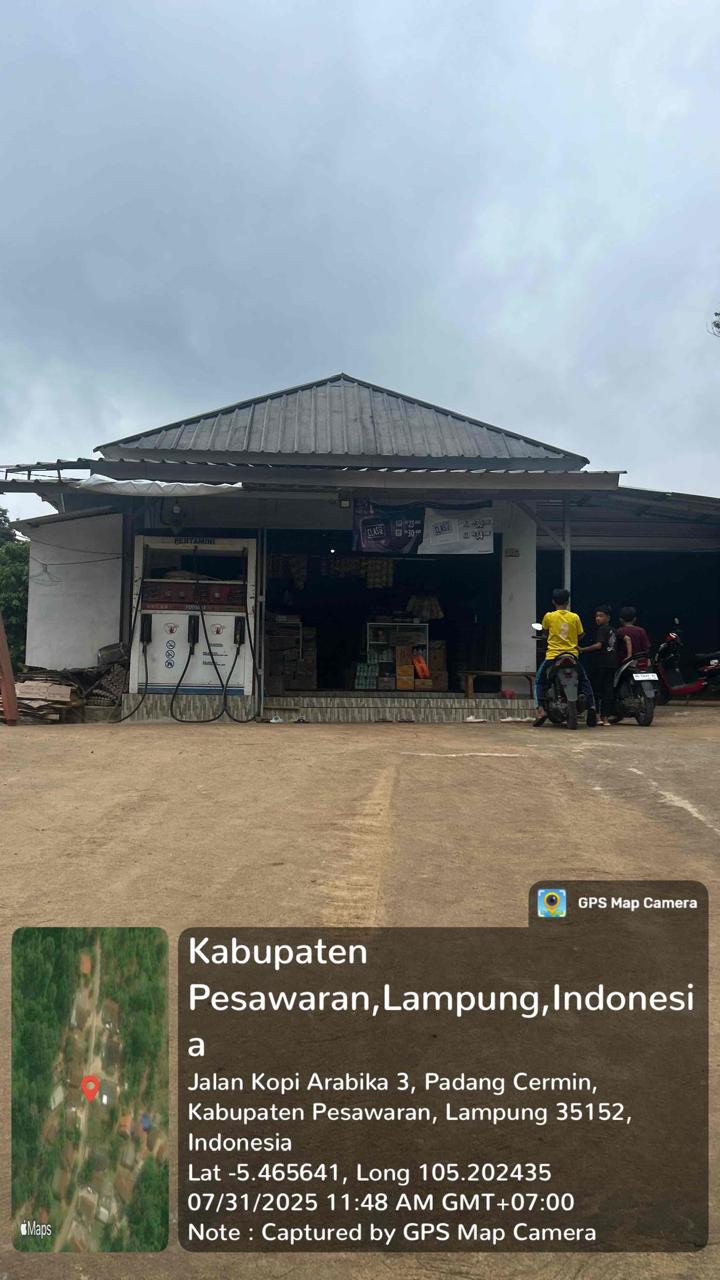 PERTAMINI
CLAS
CLAS
GPS Map Camera
Kabupaten
Pesawaran,Lampung,Indonesi
a
Jalan Kopi Arabika 3, Padang Cermin,
Kabupaten Pesawaran, Lampung 35152,
Indonesia
Lat -5.465641, Long 105.202435
07/31/2025 11:48 AM GMT+07:00
Note : Captured by GPS Map Camera
Maps